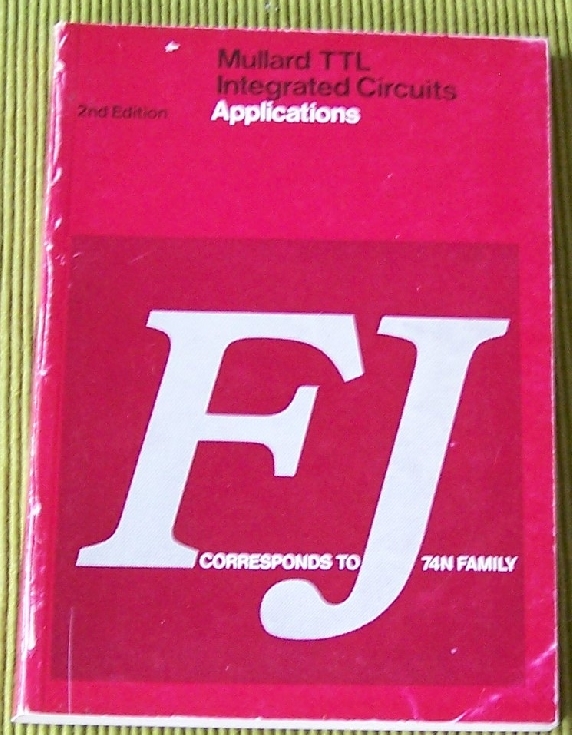 Mullard TTL
Integrated Circuits
2nd Edition Applications
FJ
CORRESPONDS TO 74N FAMILY